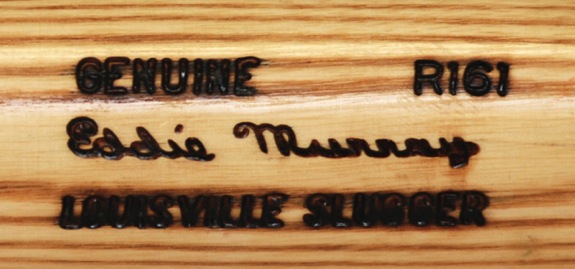 GENUINE R161
Eddie Murray
LOUISVILLE SLUGGER